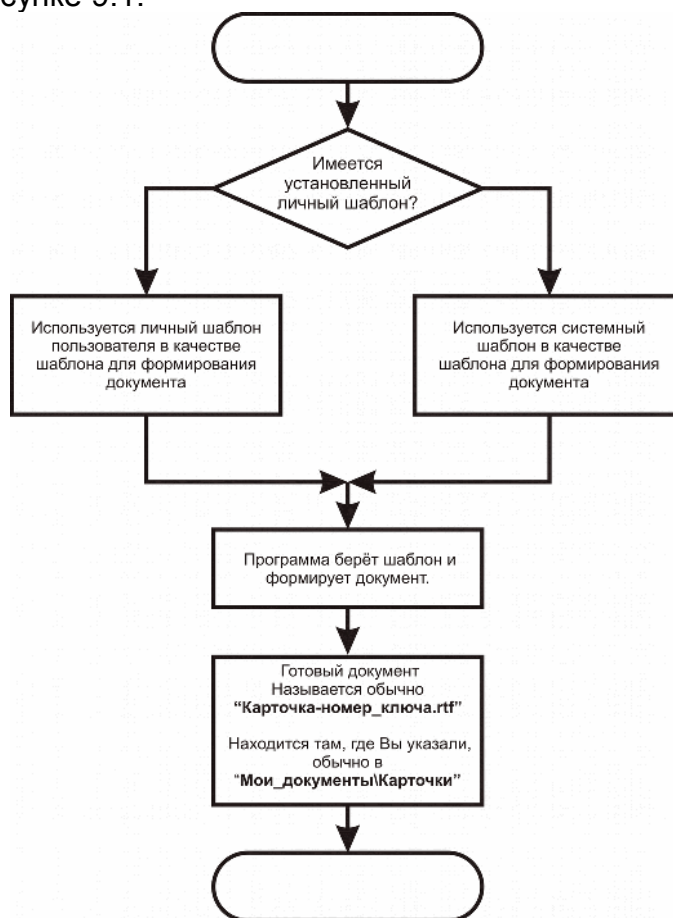 Имеется
установленный
личный шаблон?
Используется личный шаблон
пользователя в качестве
шаблона для формирования
документа
Используется системный
шаблон в качестве
шаблона для формирования
документа
Программа берёт шаблон и
формирует документ.
Готовый документ
Называется обычно
“Карточка-номер_ключа.rtf”
Находится там, где Вы указали,
обычно в
“Мои_документы\Карточки”